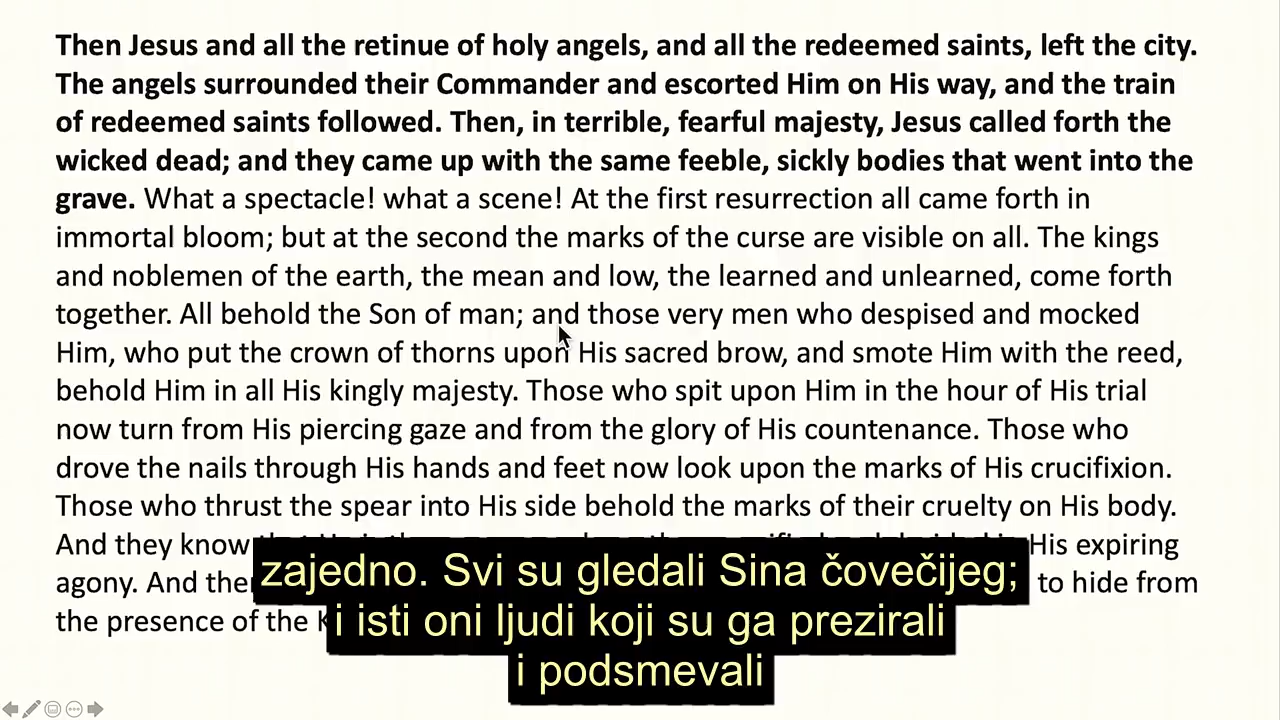 Then Jesus and all the retinue of holy angels, and all the redeemed saints, left the city.
The angels surrounded their Commander and escorted Him on His way, and the train
of redeemed saints followed. Then, in terrible, fearful majesty, Jesus called forth the
wicked dead; and they came up with the same feeble, sickly bodies that went into the
grave. What a spectacle! what a scene! At the first resurrection all came forth in
immortal bloom; but at the second the marks of the curse are visible on all. The kings
and noblemen of the earth, the mean and low, the learned and unlearned, come forth
together. All behold the Son of man; and those very men who despised and mocked
Him, who put the crown of thorns upon His sacred brow, and smote Him with the reed,
behold Him in all His kingly majesty. Those who spit upon Him in the hour of His trial
now turn from His piercing gaze and from the glory of His countenance. Those who
drove the nails through His hands and feet now look upon the marks of His crucifixion.
Those who thrust the spear into His side behold the marks of their cruelty on His body.
And they know His expiring
agony. And to hide from
the presence of the
zajedno. Svi su gledali Sina čovečijeg;
i isti oni ljudi koji su ga prezirali
i podsmevali